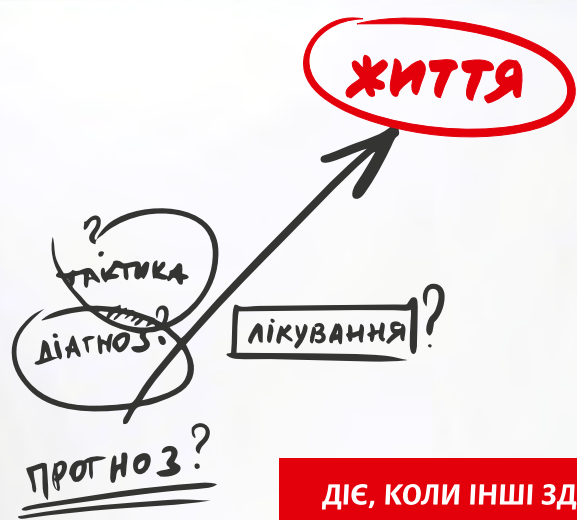 ЖИТТЯ
?
ТАКТИКА
ДІАГНОЗ?
ЛІКУВАННЯ?
ПРОГНОЗ?
ДІЄ, КОЛИ ІНШІ ЗД